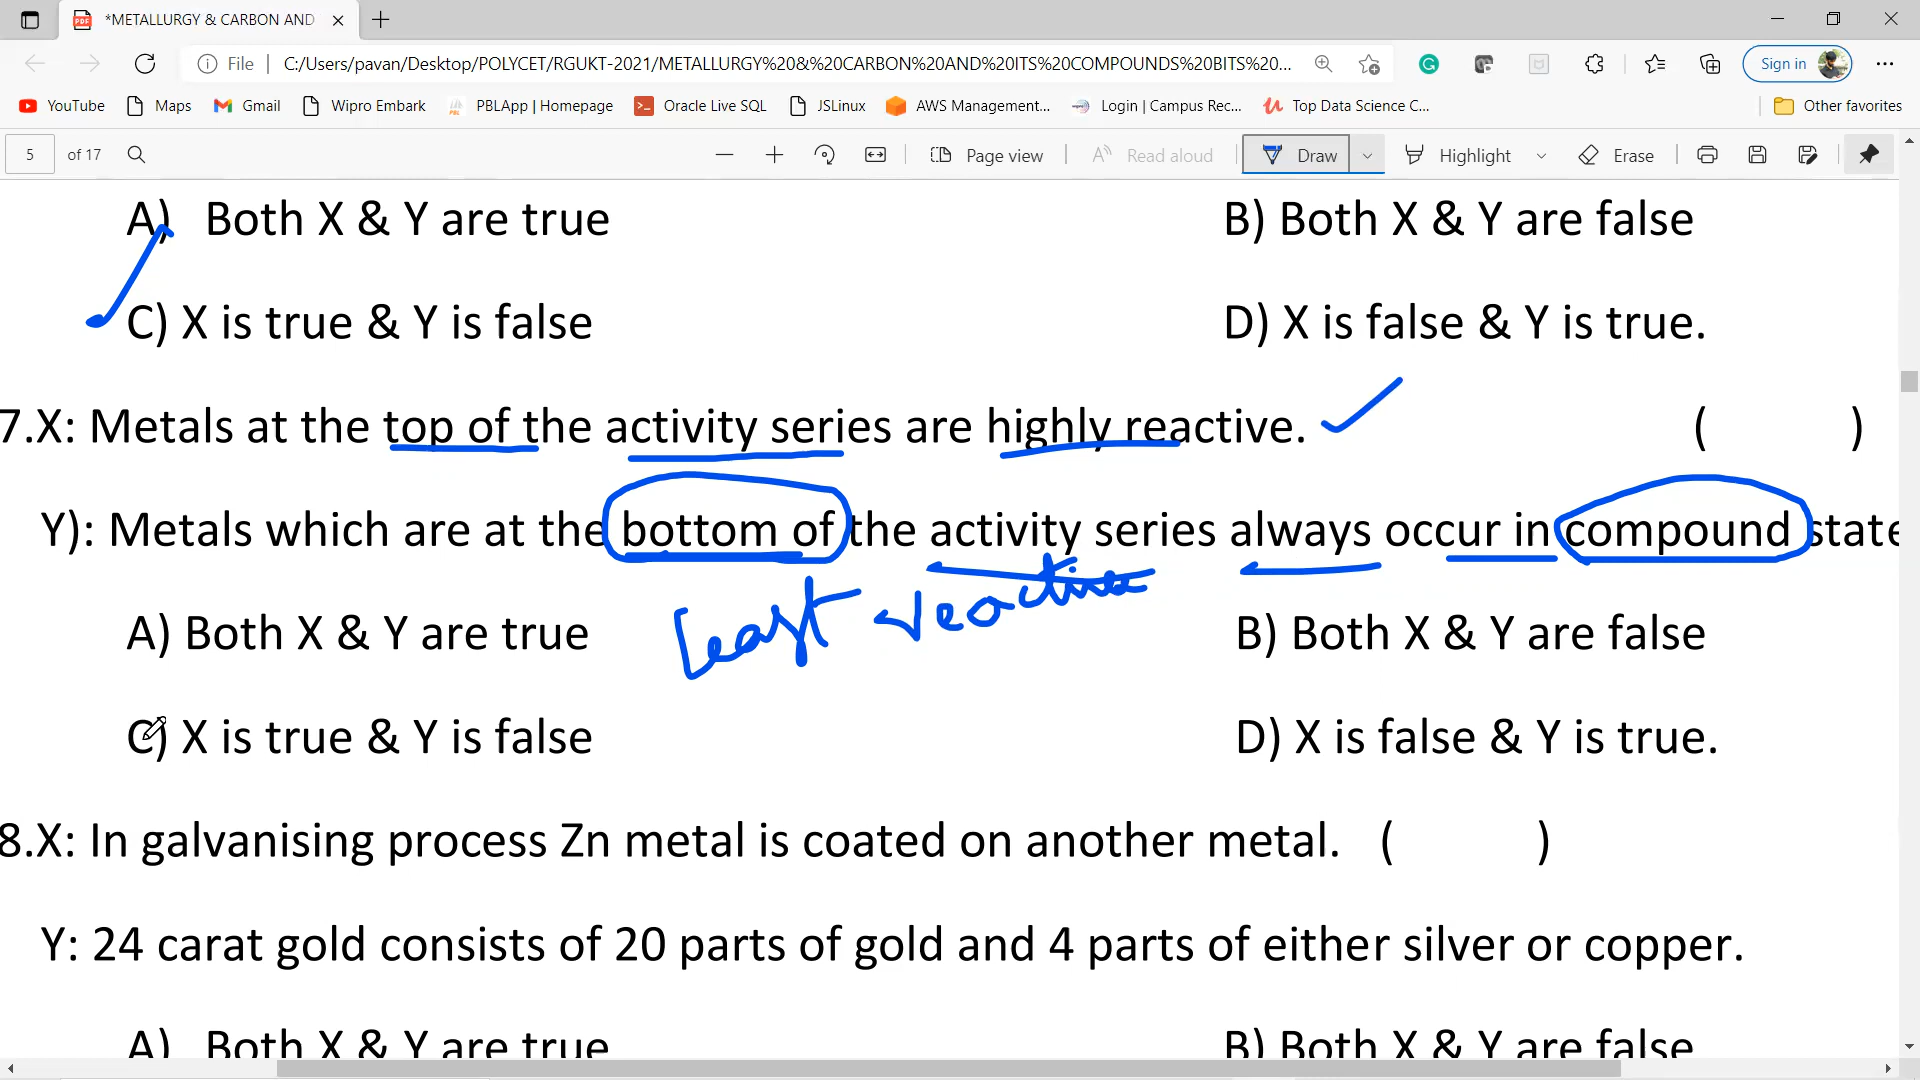 *METALLURGY & CARBON AND
File
C:/Users/pavan/Desktop/POLYCET/RGUKT-2021/METALLURGY%20&%20CARBON%20AND%20ITS%20COMPOUNDS%20BITS%20...
Sign in
YouTube Maps Gmail Wipro Embark PBLApp | Homepage Oracle Live SQL JSLinux AWS Management... Login | Campus Rec... Top Data Science C... Other favorites
5 of 17 Page view Read aloud Draw Highlight Erase
A) Both X & Y are true B) Both X & Y are false
C) X is true & Y is false D) X is false & Y is true.
7.X: Metals at the top of the activity series are highly reactive. ( )
Y): Metals which are at the bottom of the activity series always occur in compound state
Least reactive
A) Both X & Y are true B) Both X & Y are false
C) X is true & Y is false D) X is false & Y is true.
8.X: In galvanising process Zn metal is coated on another metal. ( )
Y: 24 carat gold consists of 20 parts of gold and 4 parts of either silver or copper.
A) Both X & Y are true B) Both X & Y are false